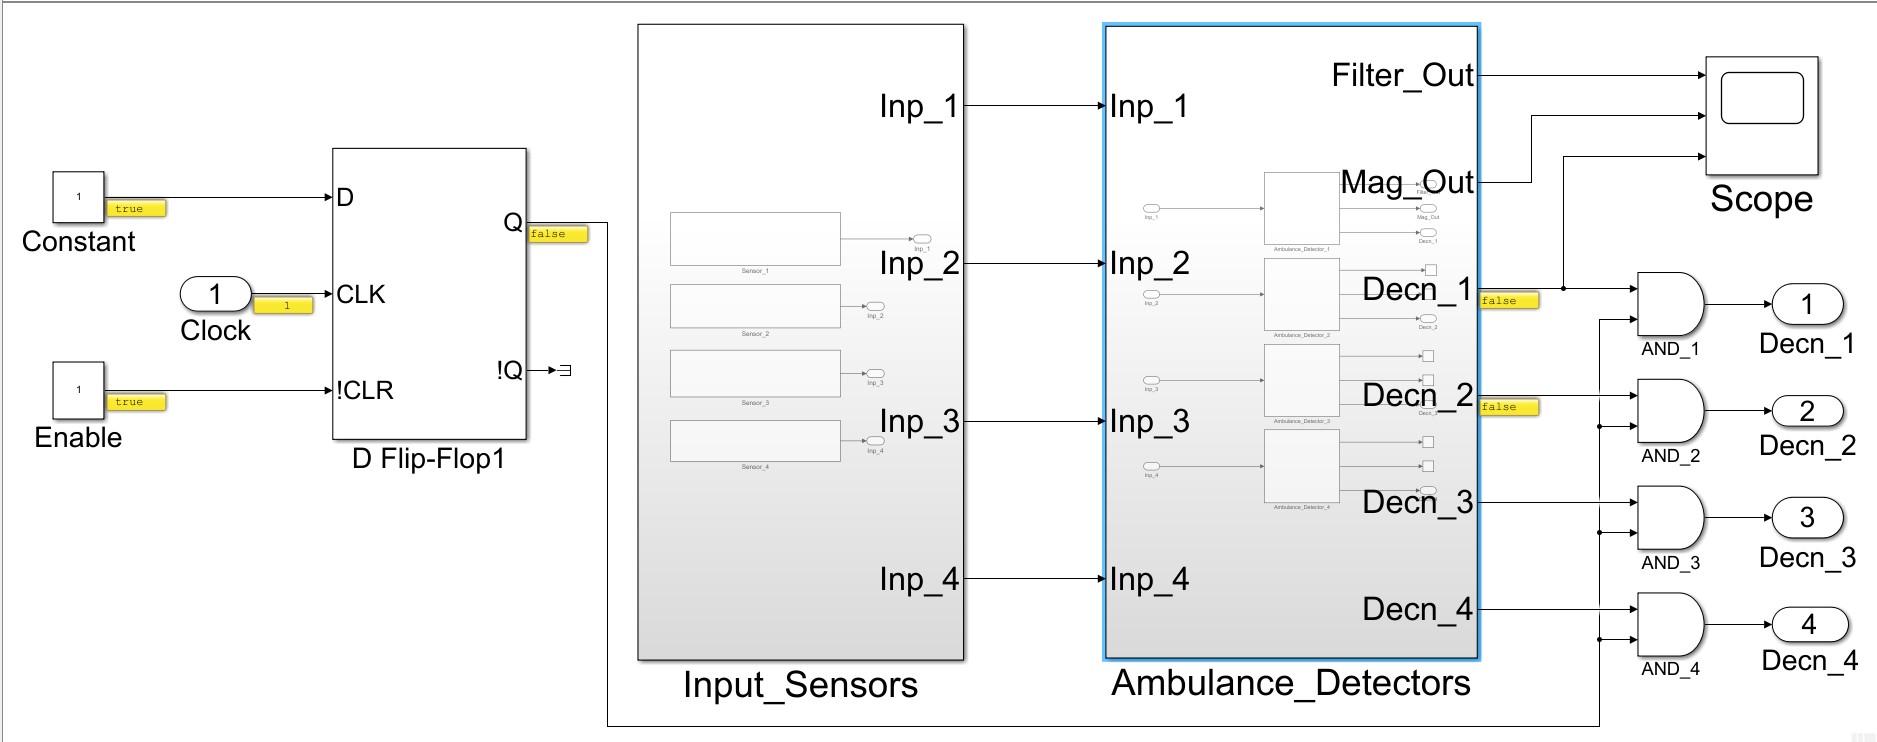 1
true
Constant
1
1
Clock
1
true
Enable
D
CLK
!CLR
Q
false
!Q
D Flip-Flop1
Inp_1
Inp_2
Inp_3
Inp_4
Sensor_1
Inp_1
Sensor_2
Inp_2
Sensor_3
Inp_3
Sensor_4
Inp_4
Input_Sensors
Inp_1
Inp_2
Inp_3
Inp_4
Inp_1
Ambulance_Detector_1
Mag_Out
Decn_1
Inp_2
Ambulance_Detector_2
Decn_2
Inp_3
Ambulance_Detector_3
Inp_4
Ambulance_Detector_4
Filter_Out
Mag_Out
Decn_1
false
Decn_2
false
Decn_3
Decn_4
Ambulance_Detectors
Scope
AND_1
1
Decn_1
AND_2
2
Decn_2
AND_3
3
Decn_3
AND_4
4
Decn_4